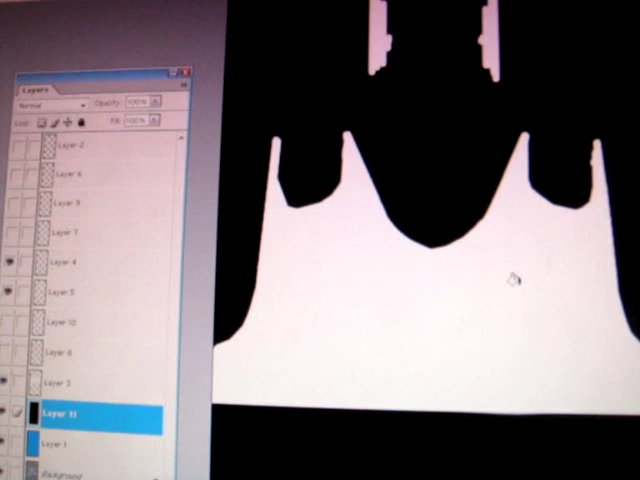 Layers
Normal Opacity: 100%
Lock: Fill: 100%
Layer 2
Layer 6
Layer 9
Layer 7
Layer 4
Layer 5
Layer 10
Layer 8
Layer 3
Layer 11
Layer 1
Background